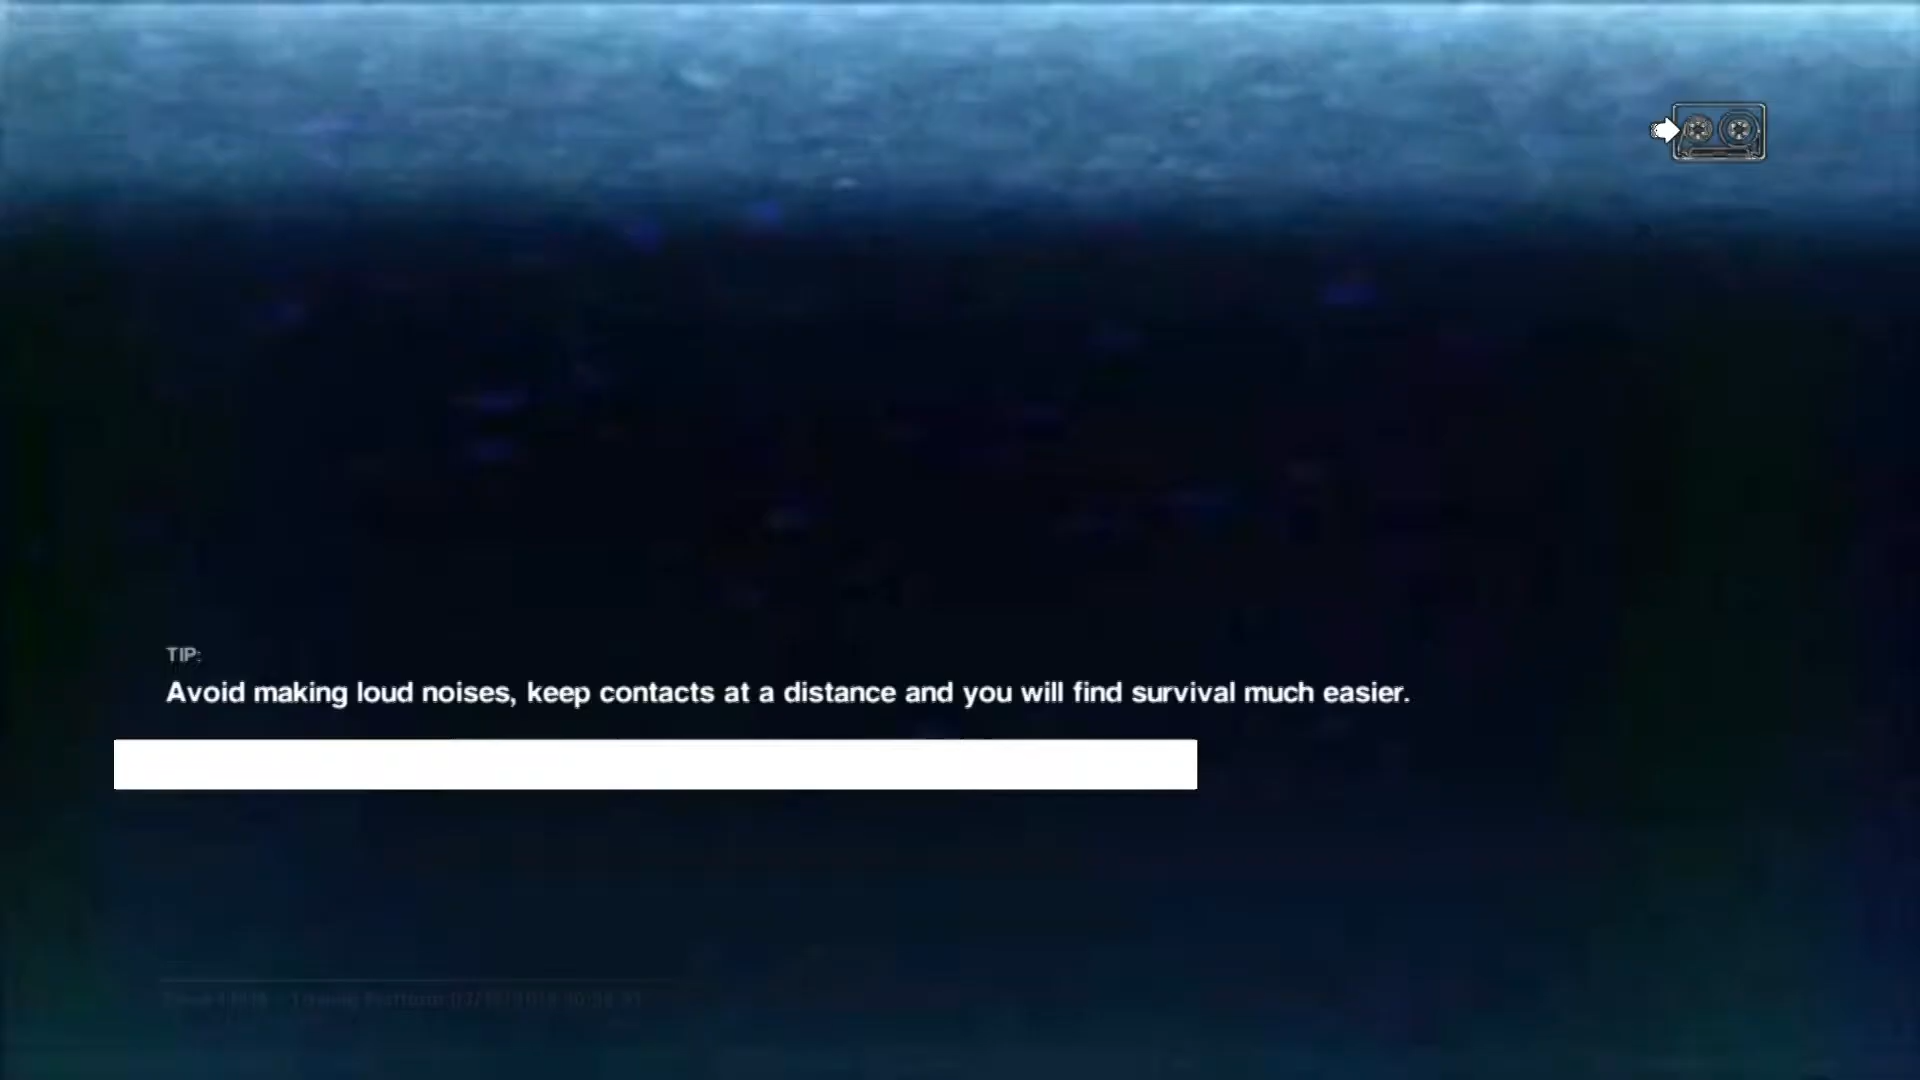 TIP:
Avoid making loud noises, keep contacts at a distance and you will find survival much easier.